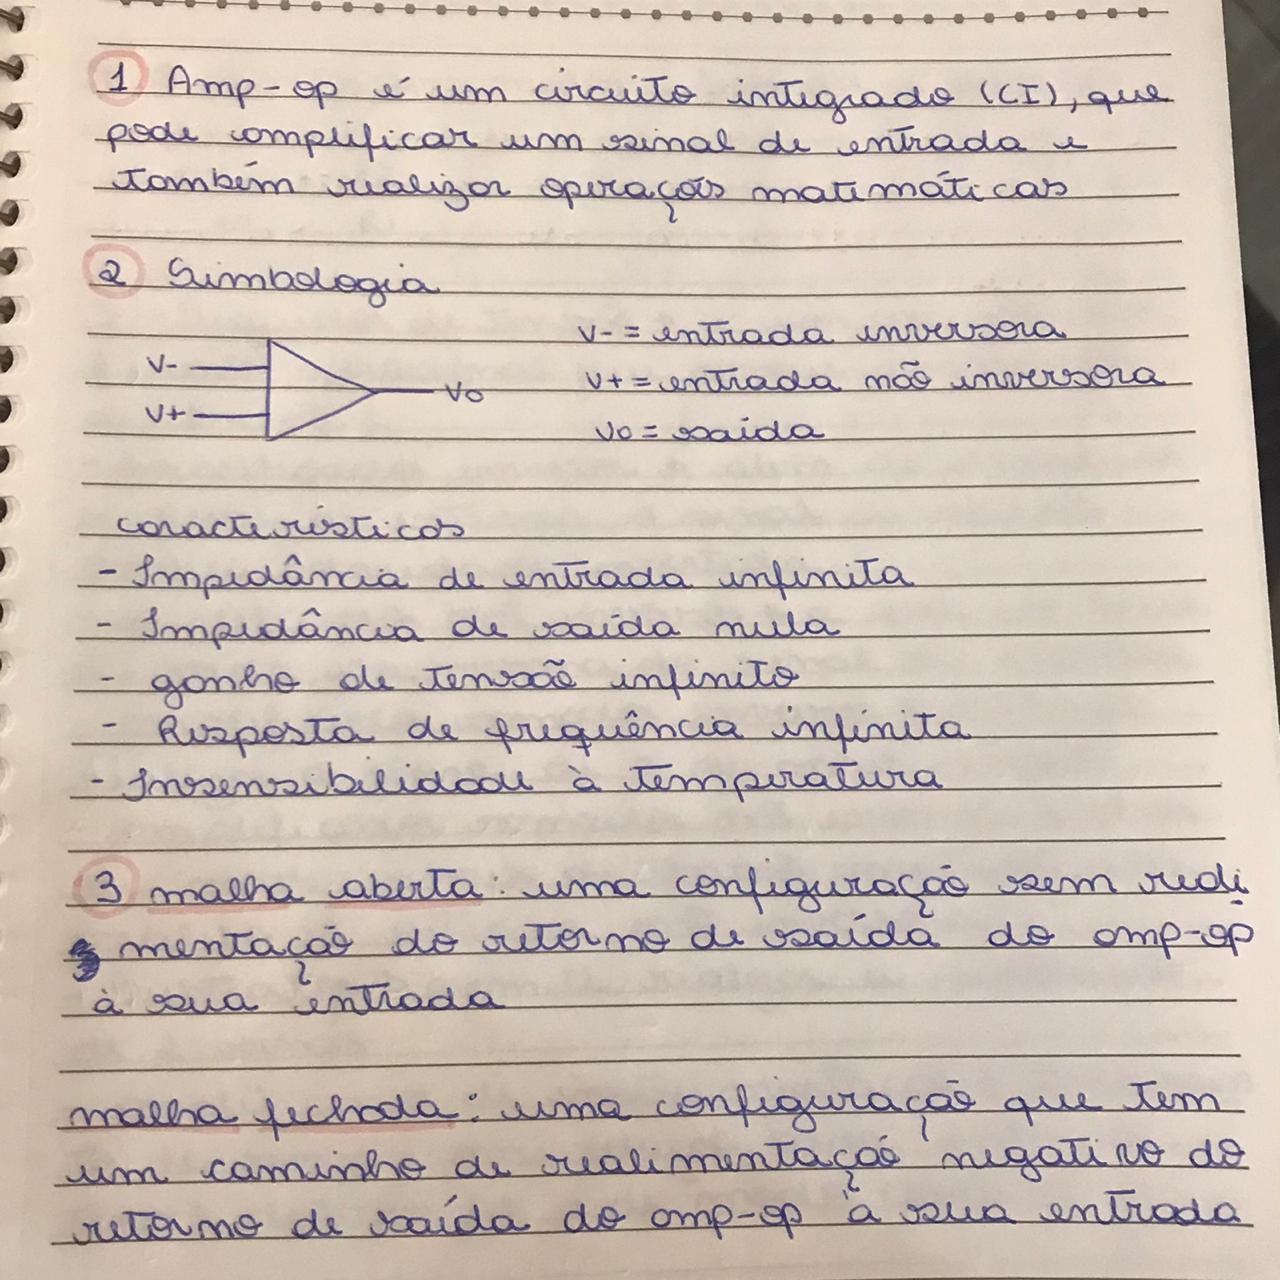 1 Amp-op é um circuito integrado (CI), que
pode amplificar um sinal de entrada e
também realizar operações matemáticas
2 Simbologia
V-
V+
Vo
V- = entrada inversora
V+ = entrada não inversora
Vo = saída
características
- Impedância de entrada infinita
- Impedância de saída nula
- ganho de tensão infinito
- Resposta de frequência infinita
- Insensibilidade à temperatura
3 malha aberta: uma configuração sem redi
mentação do retorno de saída do amp-op
à sua entrada
malha fechada: uma configuração que tem
um caminho de realimentação negativo do
retorno de saída do amp-op à sua entrada